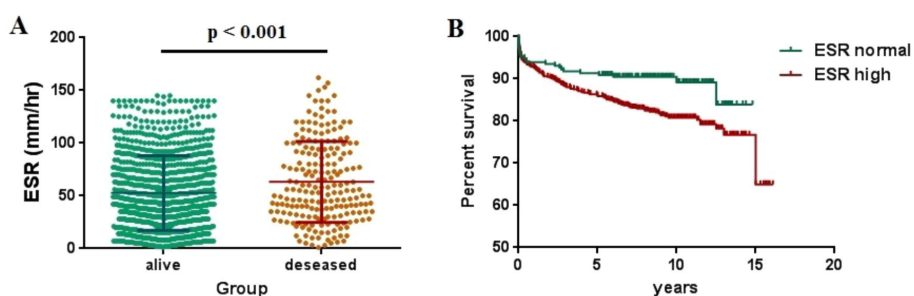 A
p < 0.001
ESR (mm/hr)
200
150
100
50
0
alive
deseased
Group
B
Percent survival
100
90
80
70
60
50
0
5
10
15
20
years
ESR normal
ESR high